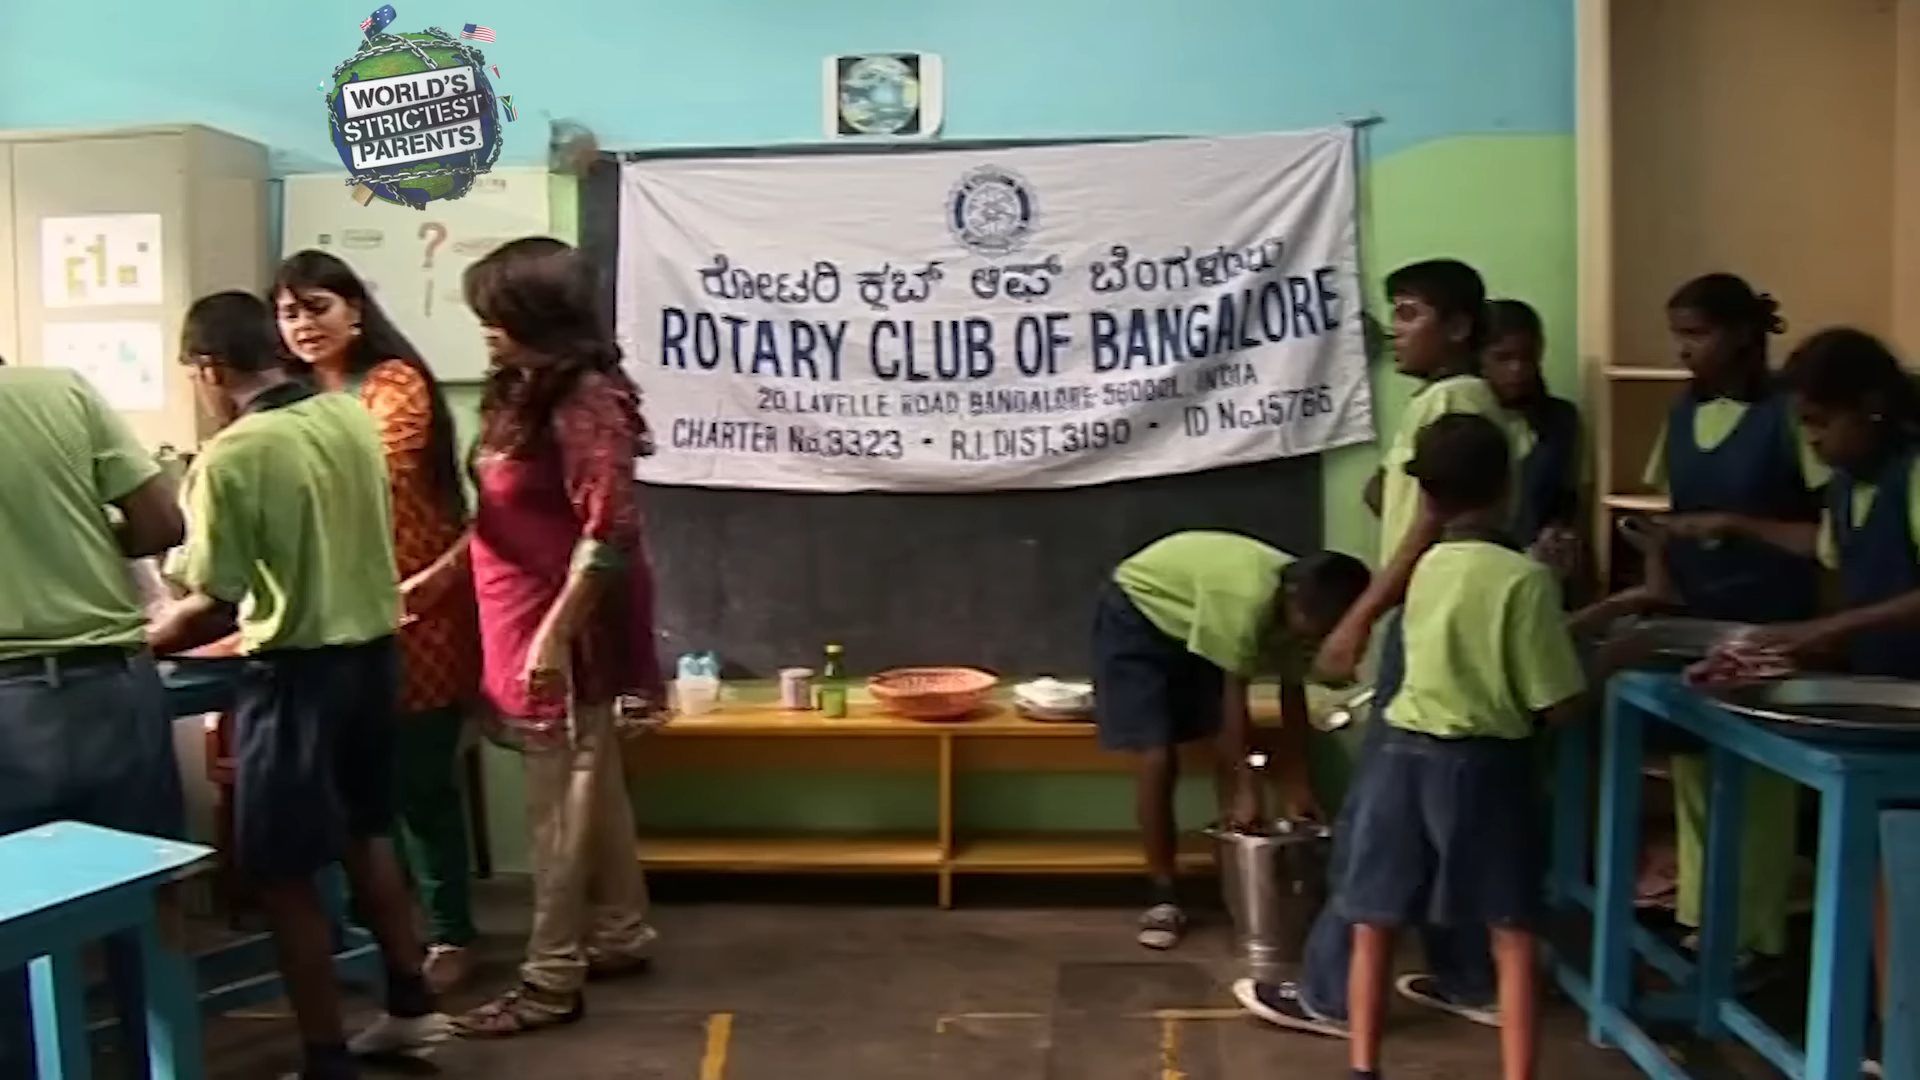 WORLD'S
STRICTEST
PARENTS
ರೋಟರಿ ಕ್ಲಬ್ ಆಫ್ ಬೆಂಗಳೂರು
ROTARY CLUB OF BANGALORE
20, LAVELLE ROAD, BANGALORE-560001, INDIA
CHARTER No.3323 • R.I.DIST.3190 • ID No.15766
?